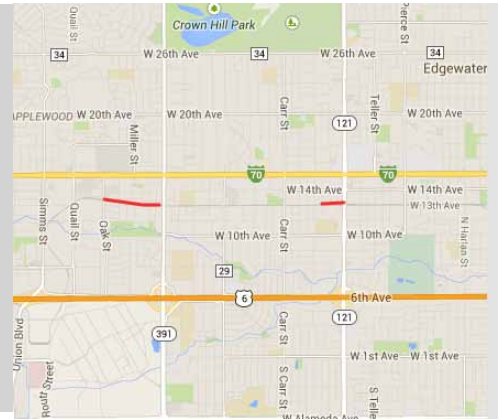 Quail St
Pierce St
Crown Hill Park
34
W 26th Ave
34
W 26th Ave
34
Edgewater
Carr St
Teller St
APPLEWOOD
W 20th Ave
W 20th Ave
W 20th Ave
121
Miller St
70
70
W 14th Ave
W 14th Ave
W 13th Ave
Simms St
Quail St
Oak St
Carr St
N Harlan St
W 10th Ave
W 10th Ave
29
6
6th Ave
121
391
Union Blvd
Carr St
W 1st Ave
W 1st Ave
Routt Street
S Carr St
S Teller
W Alameda Ave